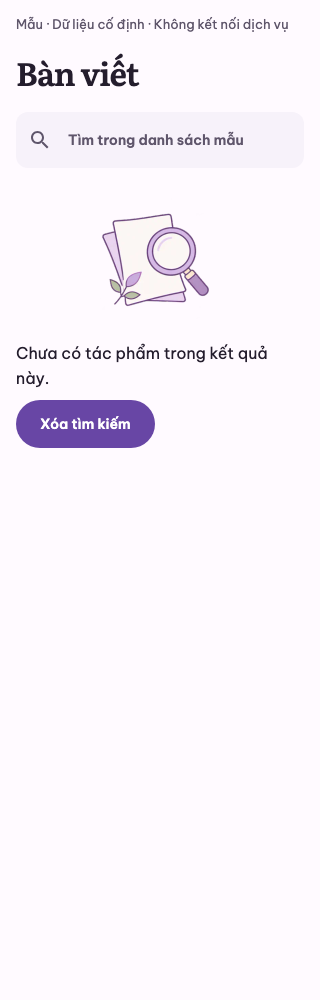 Mẫu · Dữ liệu cố định · Không kết nối dịch vụ
Bàn viết
Tìm trong danh sách mẫu
Chưa có tác phẩm trong kết quả
này.
Xóa tìm kiếm